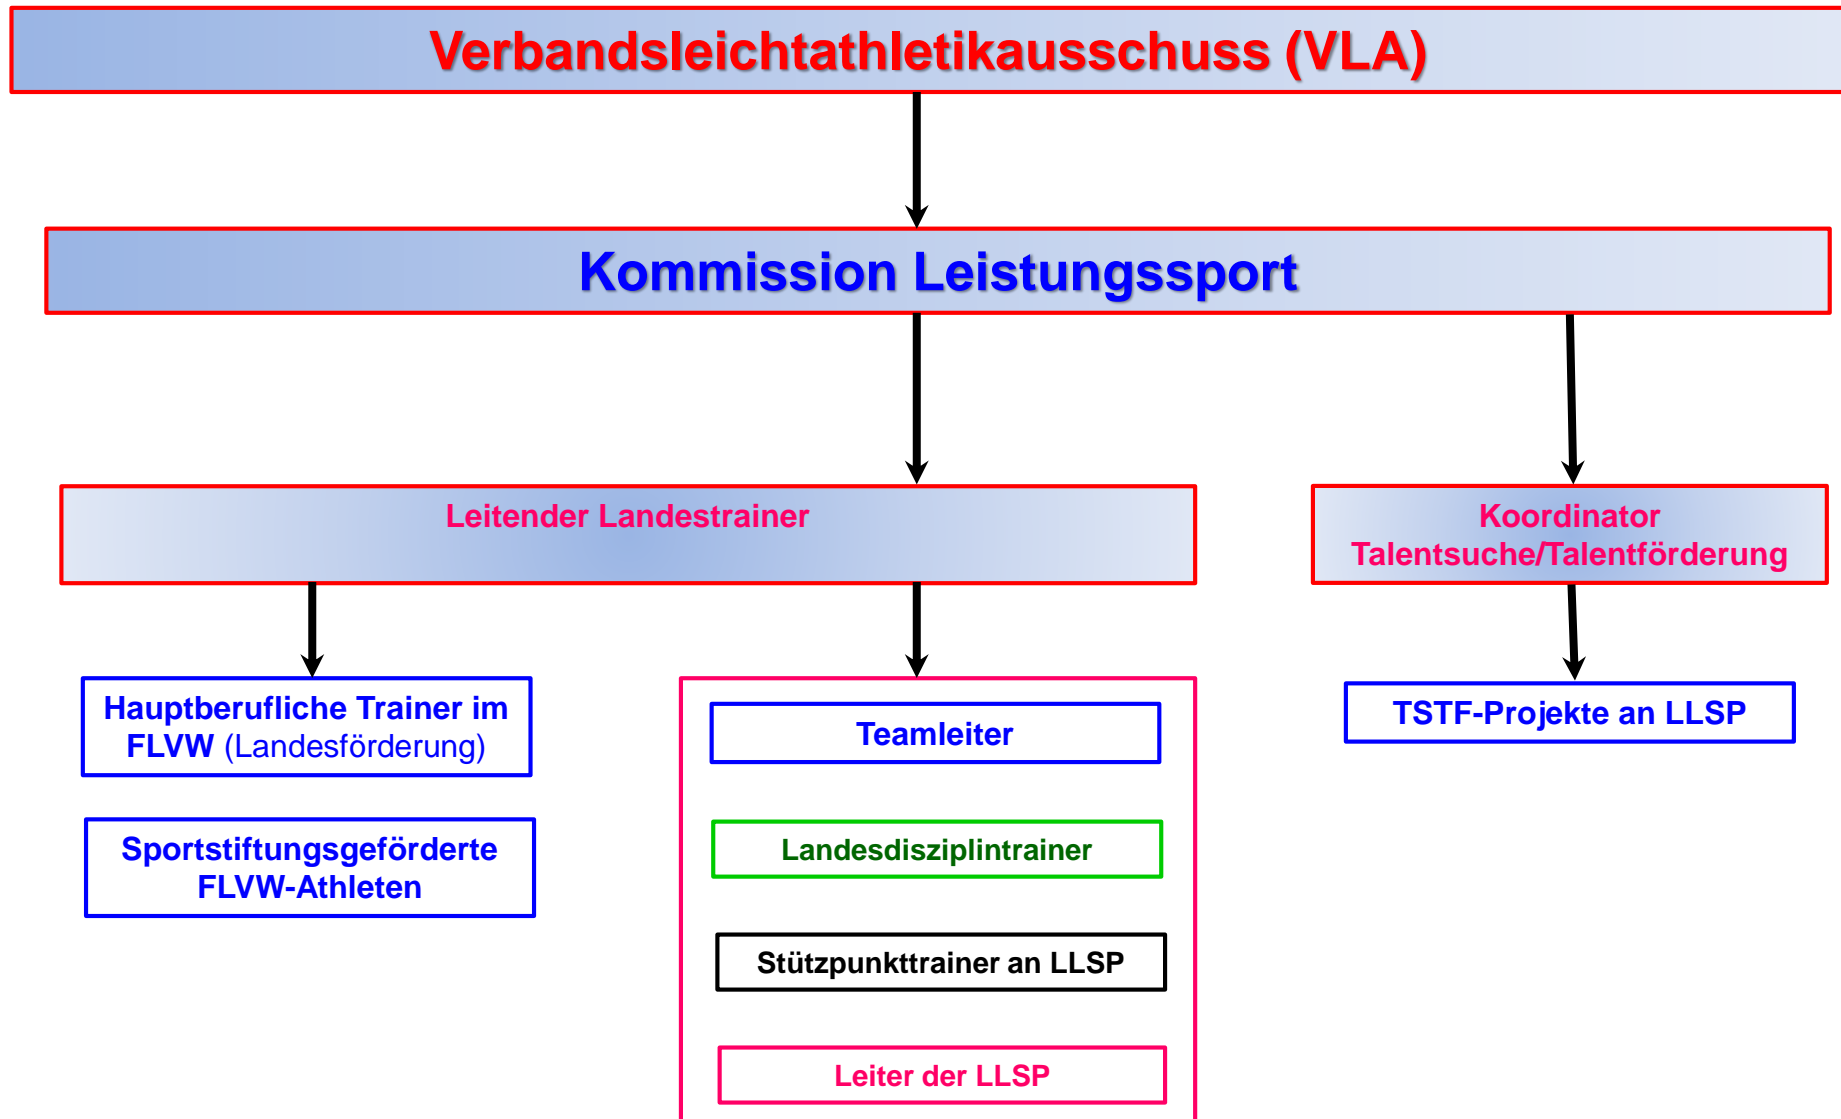 Verbandsleichtathletikausschuss (VLA)
Kommission Leistungssport
Leitender Landestrainer
Koordinator
Talentsuche/Talentförderung
Hauptberufliche Trainer im
FLVW (Landesförderung)
Sportstiftungsgeförderte
FLVW-Athleten
Teamleiter
Landesdisziplintrainer
Stützpunkttrainer an LLSP
Leiter der LLSP
TSTF-Projekte an LLSP